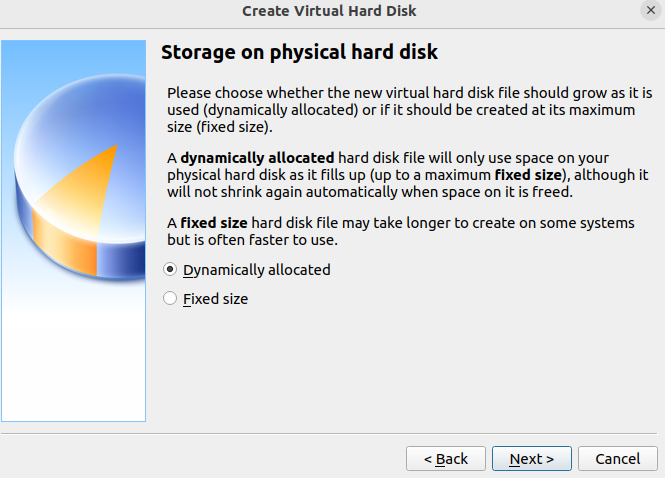 Create Virtual Hard Disk
Storage on physical hard disk
Please choose whether the new virtual hard disk file should grow as it is
used (dynamically allocated) or if it should be created at its maximum
size (fixed size).
A dynamically allocated hard disk file will only use space on your
physical hard disk as it fills up (up to a maximum fixed size), although it
will not shrink again automatically when space on it is freed.
A fixed size hard disk file may take longer to create on some systems
but is often faster to use.
Dynamically allocated
Fixed size
< Back
Next >
Cancel